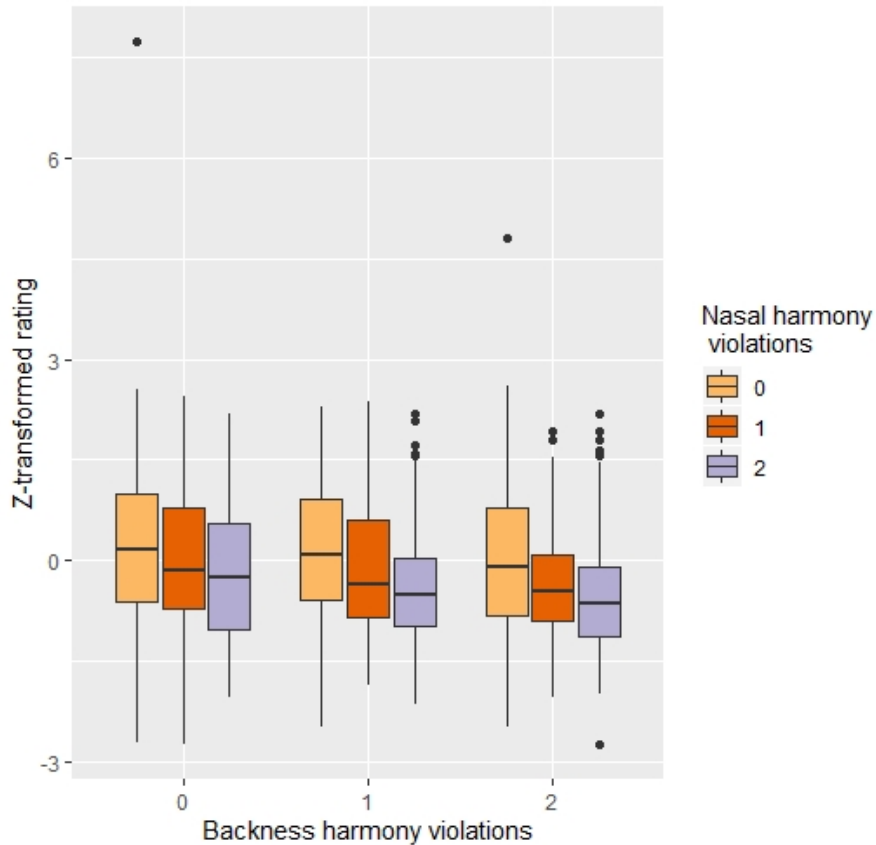 Z-transformed rating
6
3
0
-3
0
1
2
Backness harmony violations
Nasal harmony
violations
0
1
2